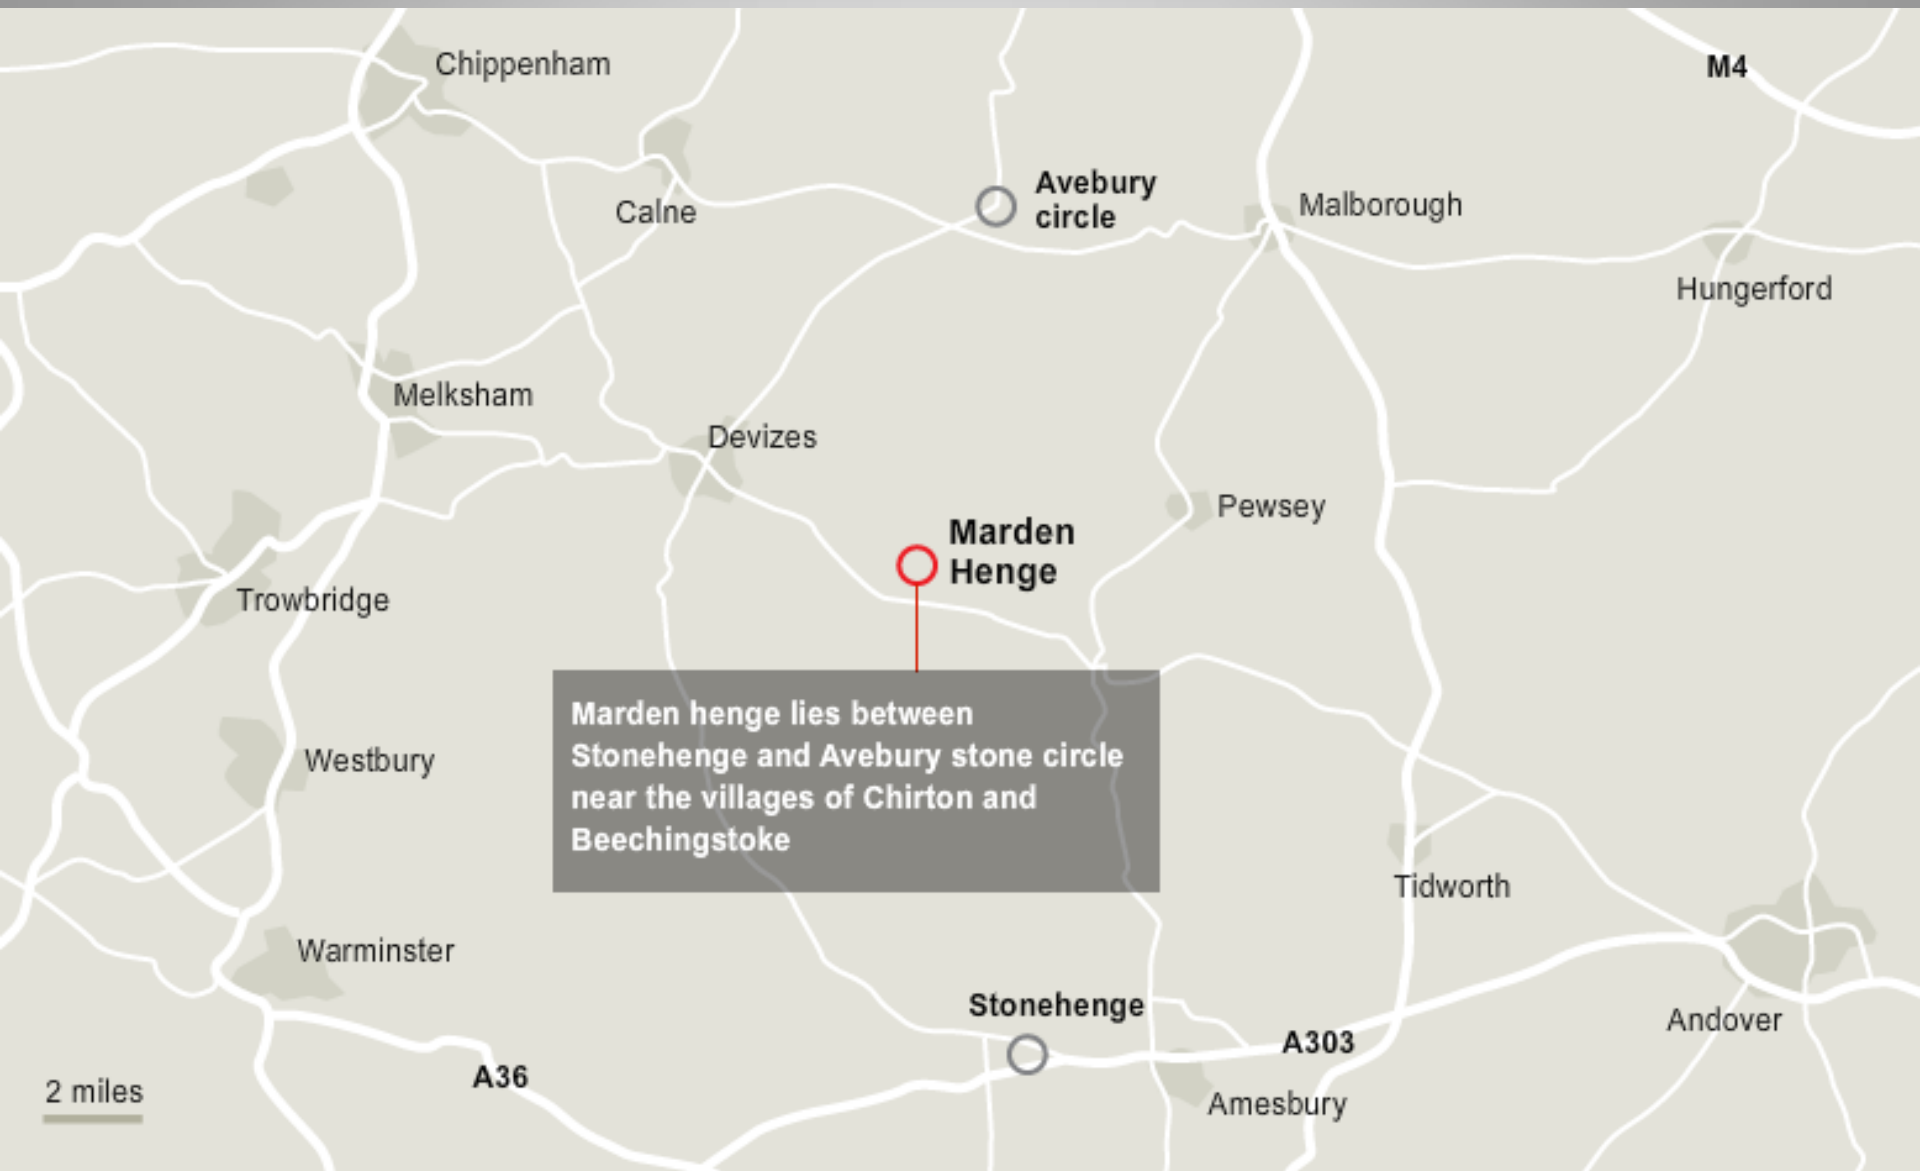 Chippenham
M4
Avebury
circle
Malborough
Calne
Hungerford
Melksham
Devizes
Pewsey
Marden
Henge
Trowbridge
Marden henge lies between
Stonehenge and Avebury stone circle
near the villages of Chirton and
Beechingstoke
Westbury
Tidworth
Warminster
Stonehenge
Andover
A303
A36
2 miles
Amesbury